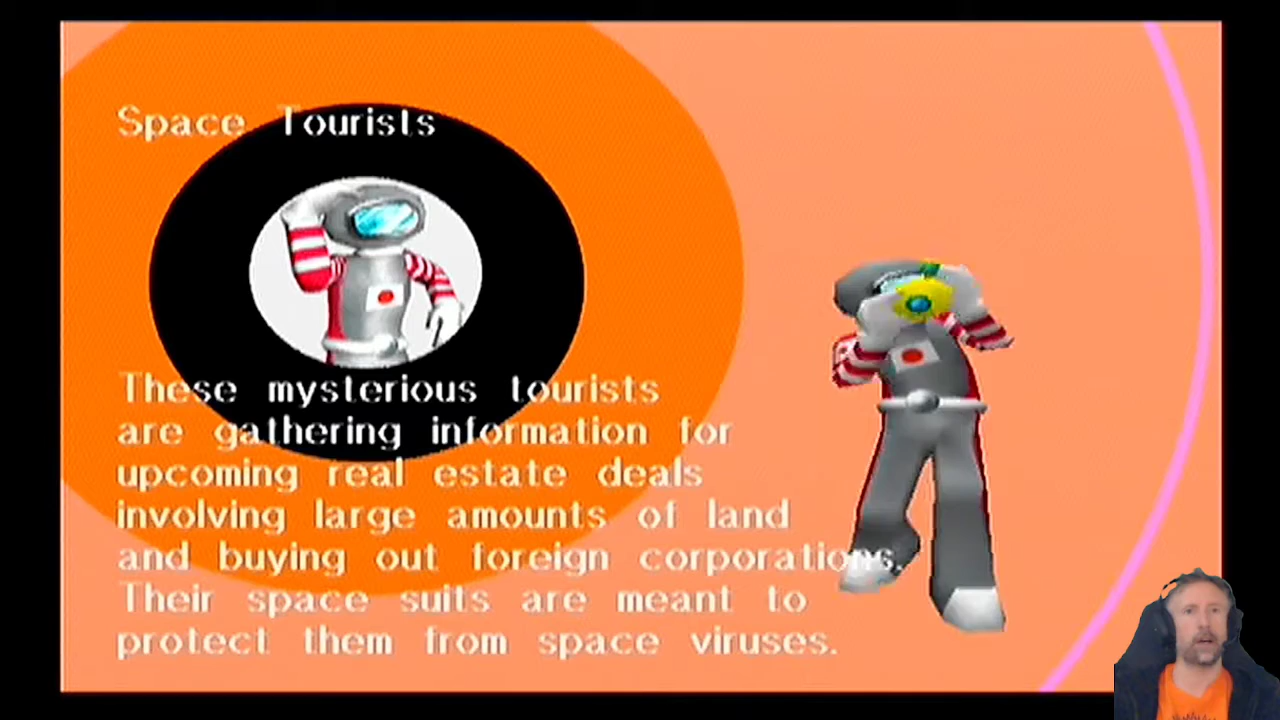 Space Tourists
These mysterious tourists
are gathering information for
upcoming real estate deals
involving large amounts of land
and buying out foreign corporations.
Their space suits are meant to
protect them from space viruses.